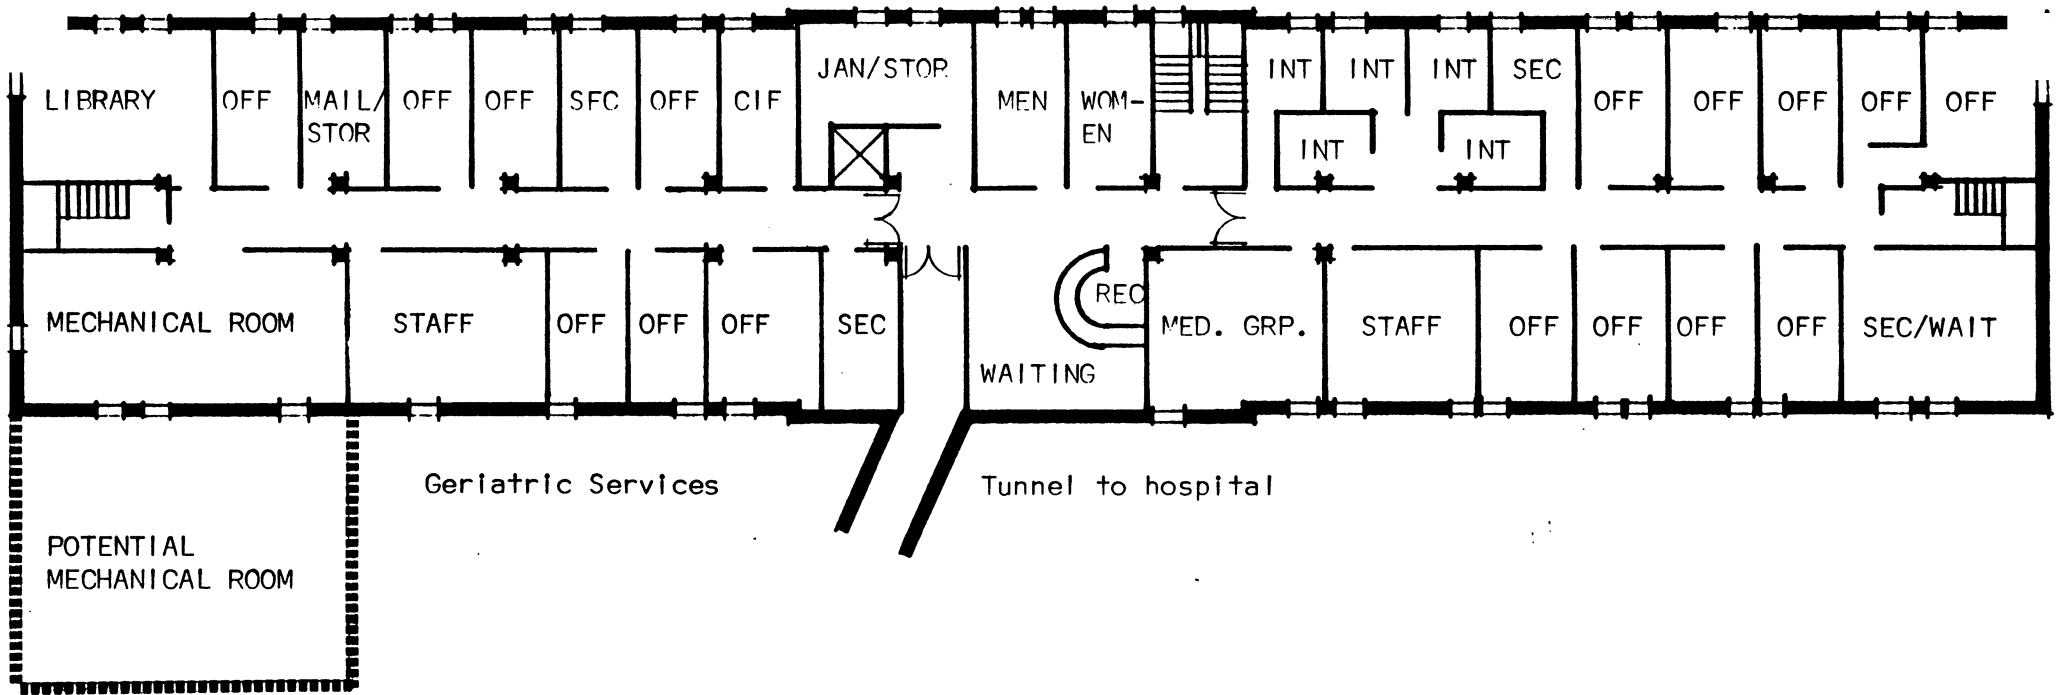 LIBRARY
OFF
MAIL/
STOR
OFF
OFF
SEC
OFF
CIF
JAN/STOR
MEN
WOM-
EN
INT
INT
INT
SEC
INT
INT
OFF
OFF
OFF
OFF
OFF
MECHANICAL ROOM
STAFF
OFF
OFF
OFF
SEC
REC
WAITING
MED. GRP.
STAFF
OFF
OFF
OFF
OFF
SEC/WAIT
Geriatric Services
Tunnel to hospital
POTENTIAL
MECHANICAL ROOM